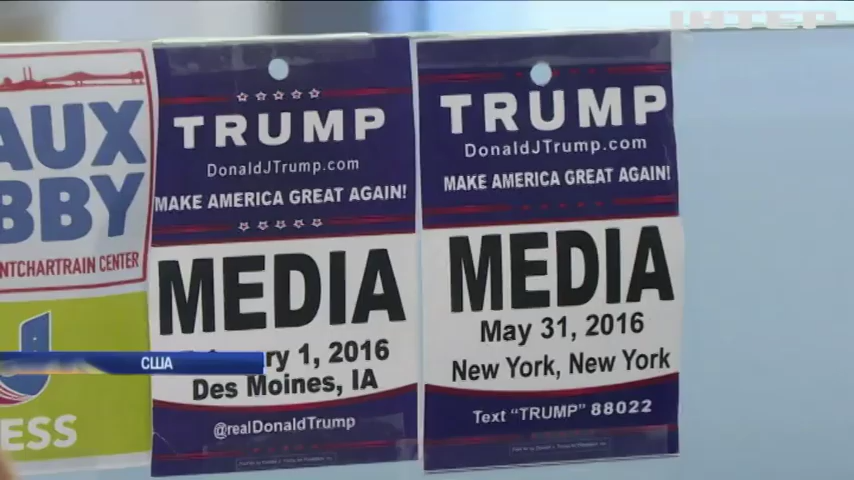 ІНТЕР
AUX
BBY
NTCHARTRAIN CENTER
ESS
США
TRUMP
DonaldJTrump.com
MAKE AMERICA GREAT AGAIN!
MEDIA
ry 1, 2016
Des Moines, IA
@realDonaldTrump
TRUMP
DonaldJTrump.com
MAKE AMERICA GREAT AGAIN!
MEDIA
May 31, 2016
New York, New York
Text “TRUMP” 88022